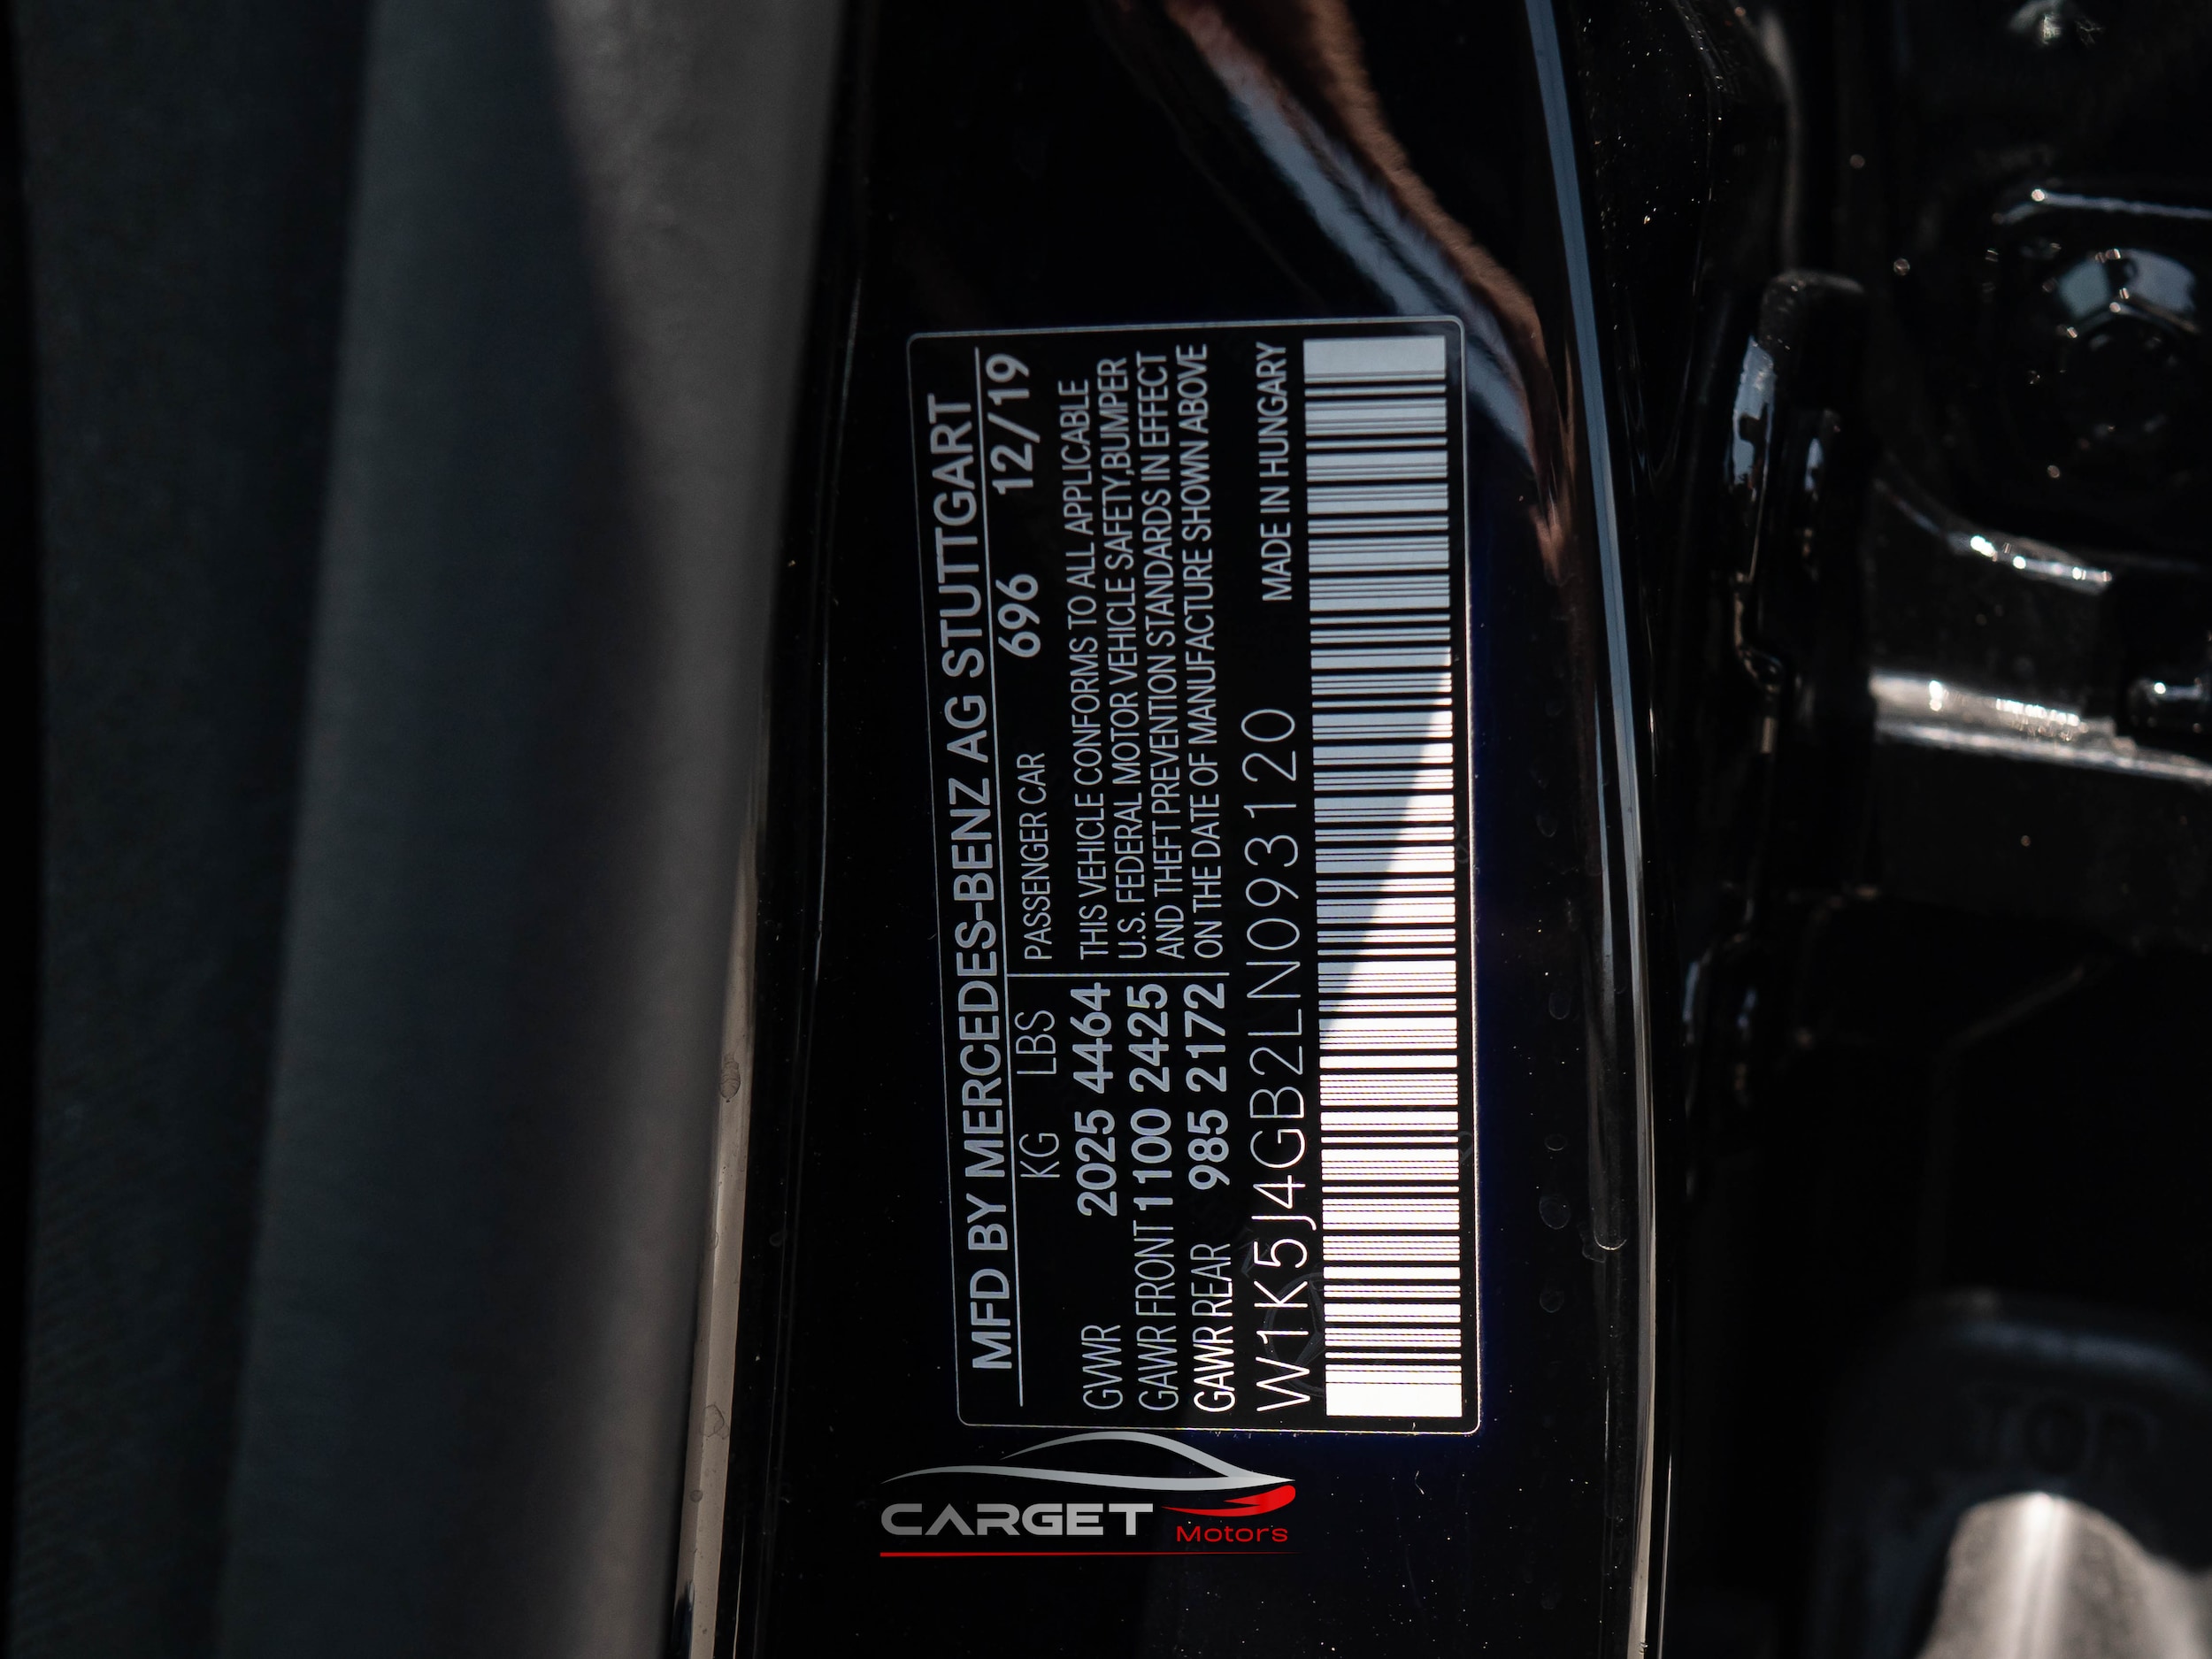 MFD BY MERCEDES-BENZ AG STUTTGART
KG LBS PASSENGER CAR 696 12/19
GVWR 2025 4464 THIS VEHICLE CONFORMS TO ALL APPLICABLE
GAWR FRONT 1100 2425 U.S. FEDERAL MOTOR VEHICLE SAFETY,BUMPER
GAWR REAR 985 2172 AND THEFT PREVENTION STANDARDS IN EFFECT
ON THE DATE OF MANUFACTURE SHOWN ABOVE
W1K5J4GB2LN093120 MADE IN HUNGARY
CARGET
Motors